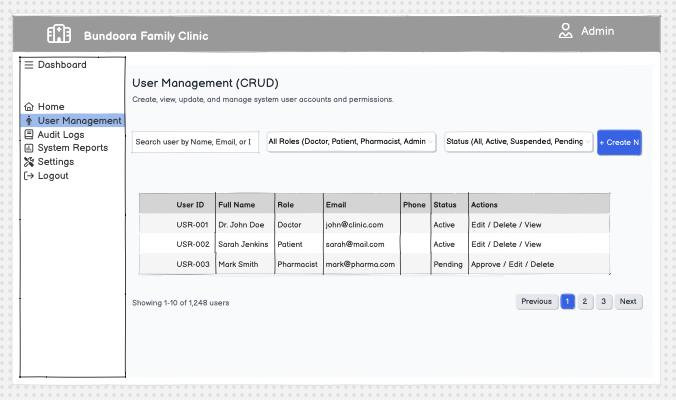 Bundoora Family Clinic
Admin
Dashboard
Home
User Management
Audit Logs
System Reports
Settings
Logout
User Management (CRUD)
Create, view, update, and manage system user accounts and permissions.
Search user by Name, Email, or I
All Roles (Doctor, Patient, Pharmacist, Admin
Status (All, Active, Suspended, Pending
+ Create N
User ID Full Name Role Email Phone Status Actions
USR-001 Dr. John Doe Doctor john@clinic.com Active Edit / Delete / View
USR-002 Sarah Jenkins Patient sarah@mail.com Active Edit / Delete / View
USR-003 Mark Smith Pharmacist mark@pharma.com Pending Approve / Edit / Delete
Showing 1-10 of 1,248 users
Previous 1 2 3 Next